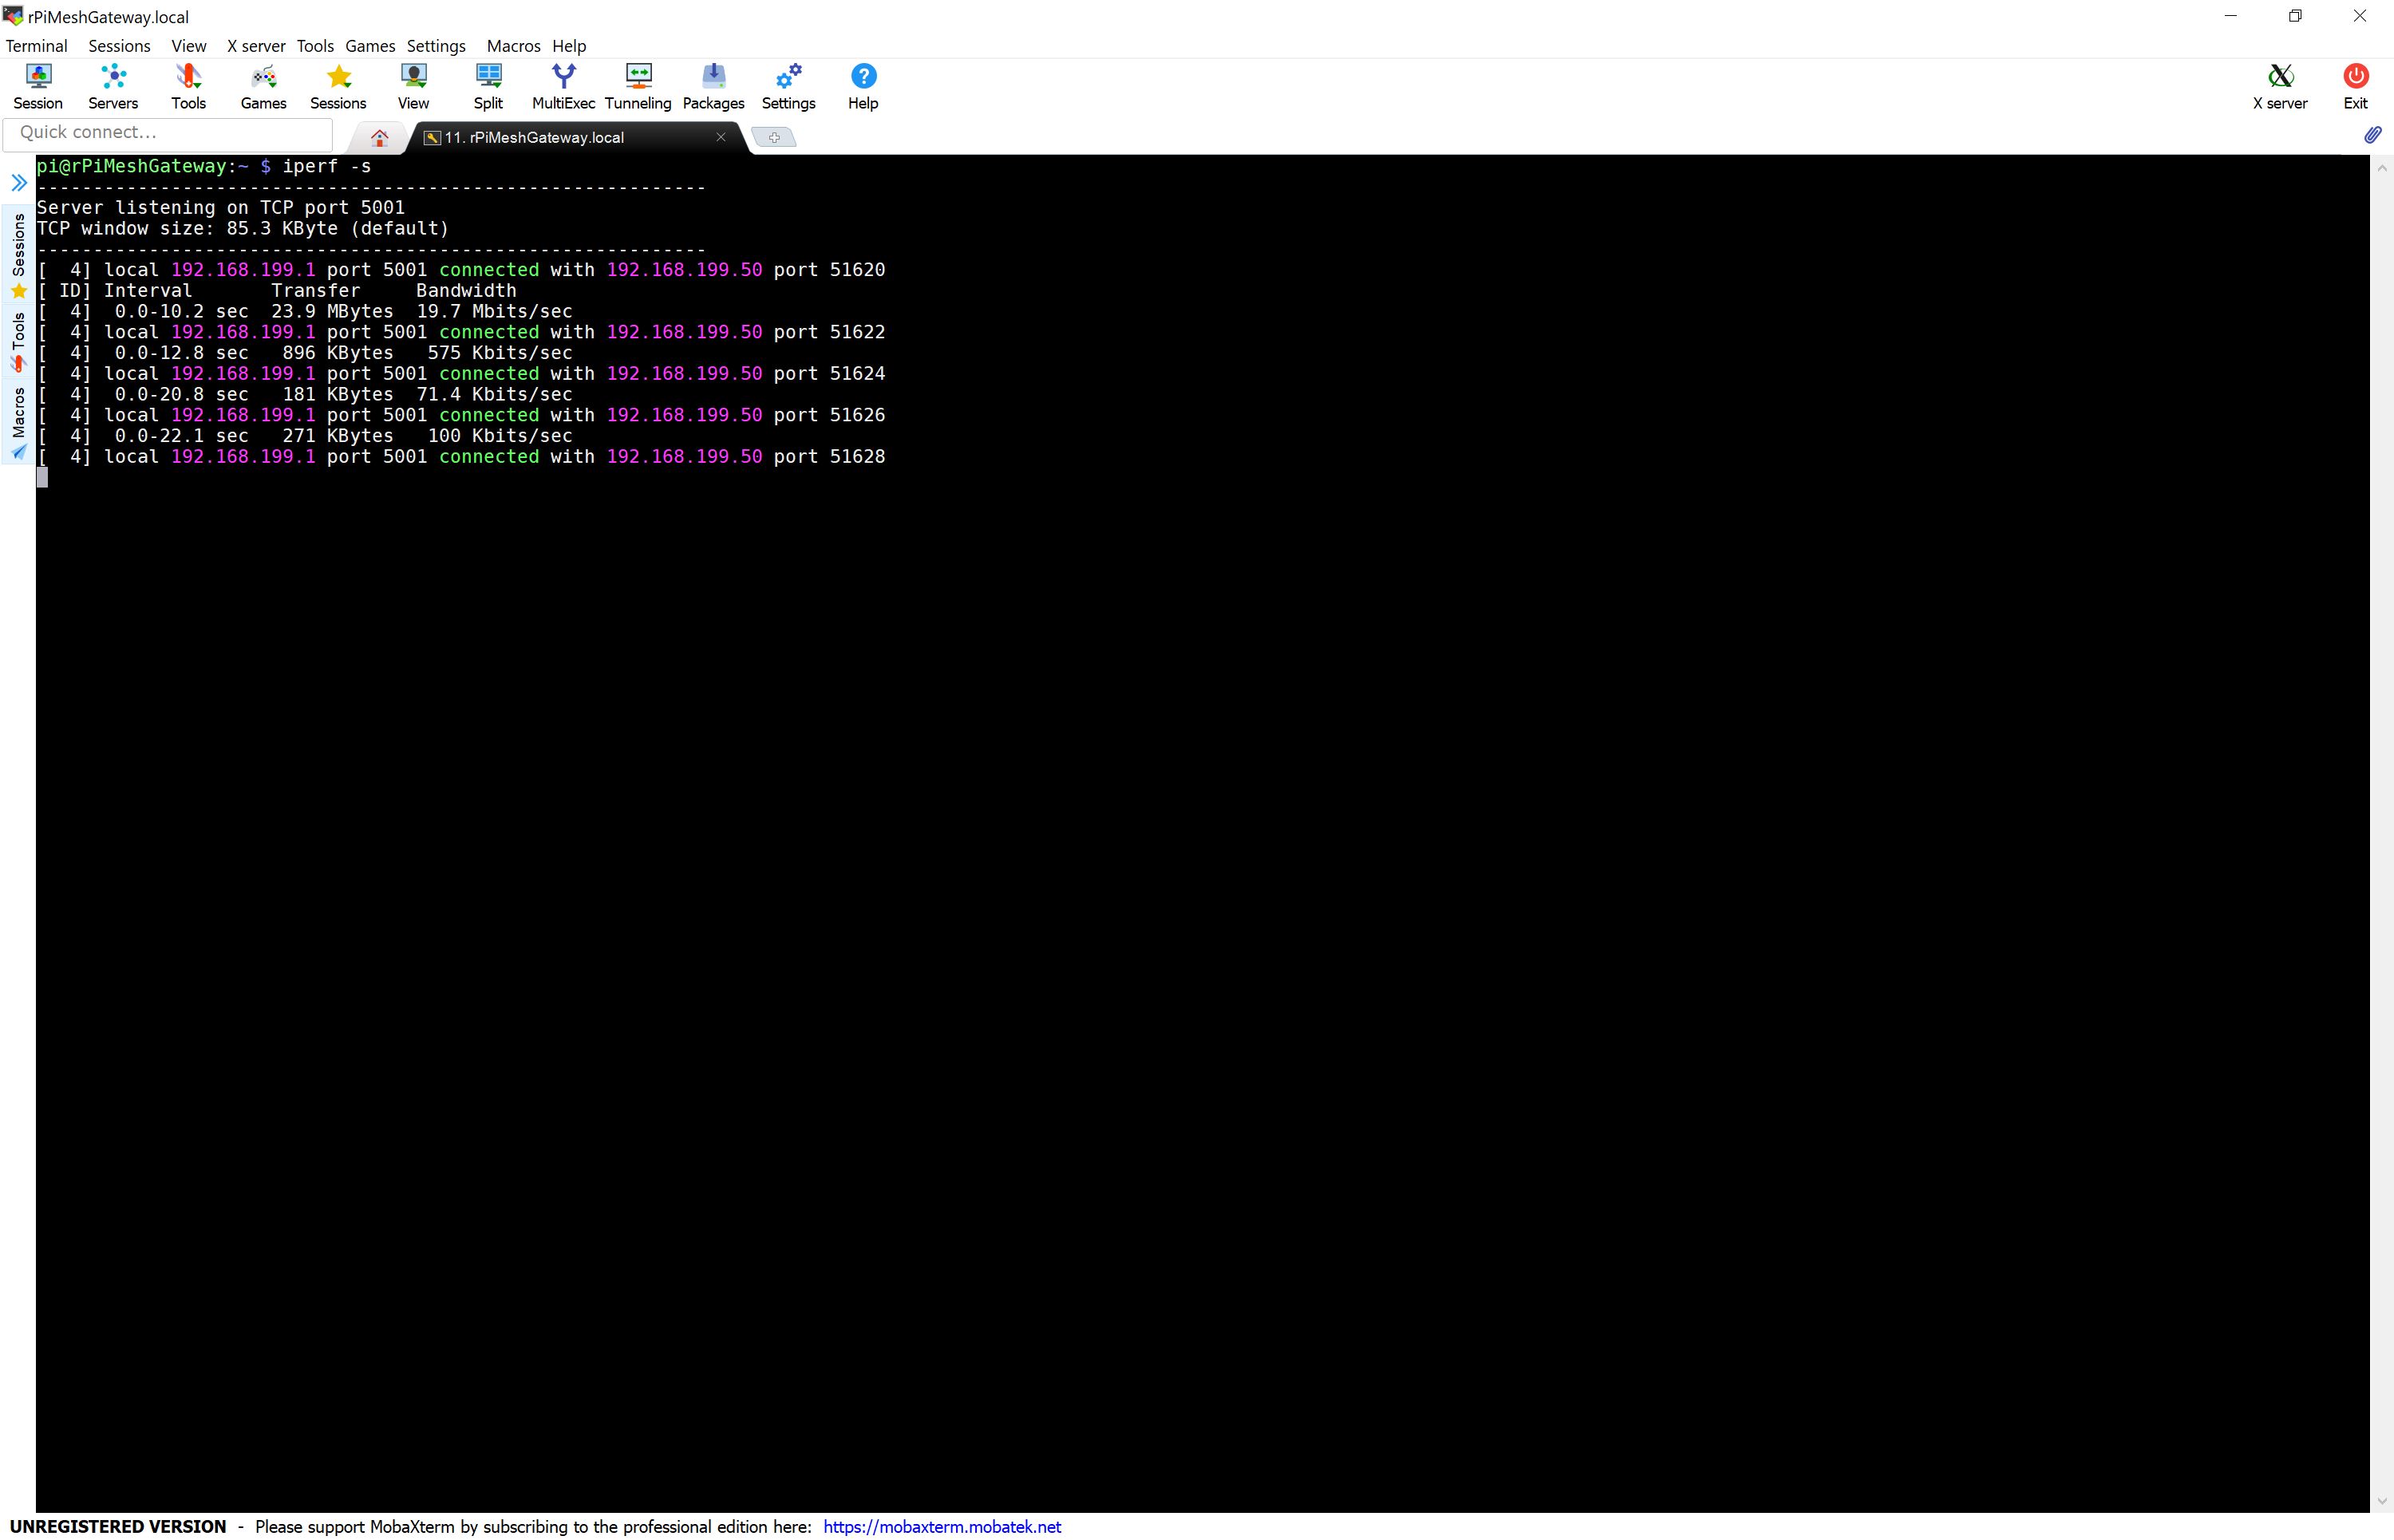 rPiMeshGateway.local
Terminal Sessions View X server Tools Games Settings Macros Help
Session Servers Tools Games Sessions View Split MultiExec Tunneling Packages Settings Help X server Exit
Quick connect... 11. rPiMeshGateway.local
Sessions
Tools
Macros
pi@rPiMeshGateway:~ $ iperf -s
------------------------------------------------------------
Server listening on TCP port 5001
TCP window size: 85.3 KByte (default)
------------------------------------------------------------
[  4] local 192.168.199.1 port 5001 connected with 192.168.199.50 port 51620
[ ID] Interval       Transfer     Bandwidth
[  4]  0.0-10.2 sec  23.9 MBytes  19.7 Mbits/sec
[  4] local 192.168.199.1 port 5001 connected with 192.168.199.50 port 51622
[  4]  0.0-12.8 sec   896 KBytes   575 Kbits/sec
[  4] local 192.168.199.1 port 5001 connected with 192.168.199.50 port 51624
[  4]  0.0-20.8 sec   181 KBytes  71.4 Kbits/sec
[  4] local 192.168.199.1 port 5001 connected with 192.168.199.50 port 51626
[  4]  0.0-22.1 sec   271 KBytes   100 Kbits/sec
[  4] local 192.168.199.1 port 5001 connected with 192.168.199.50 port 51628
UNREGISTERED VERSION - Please support MobaXterm by subscribing to the professional edition here: https://mobaxterm.mobatek.net